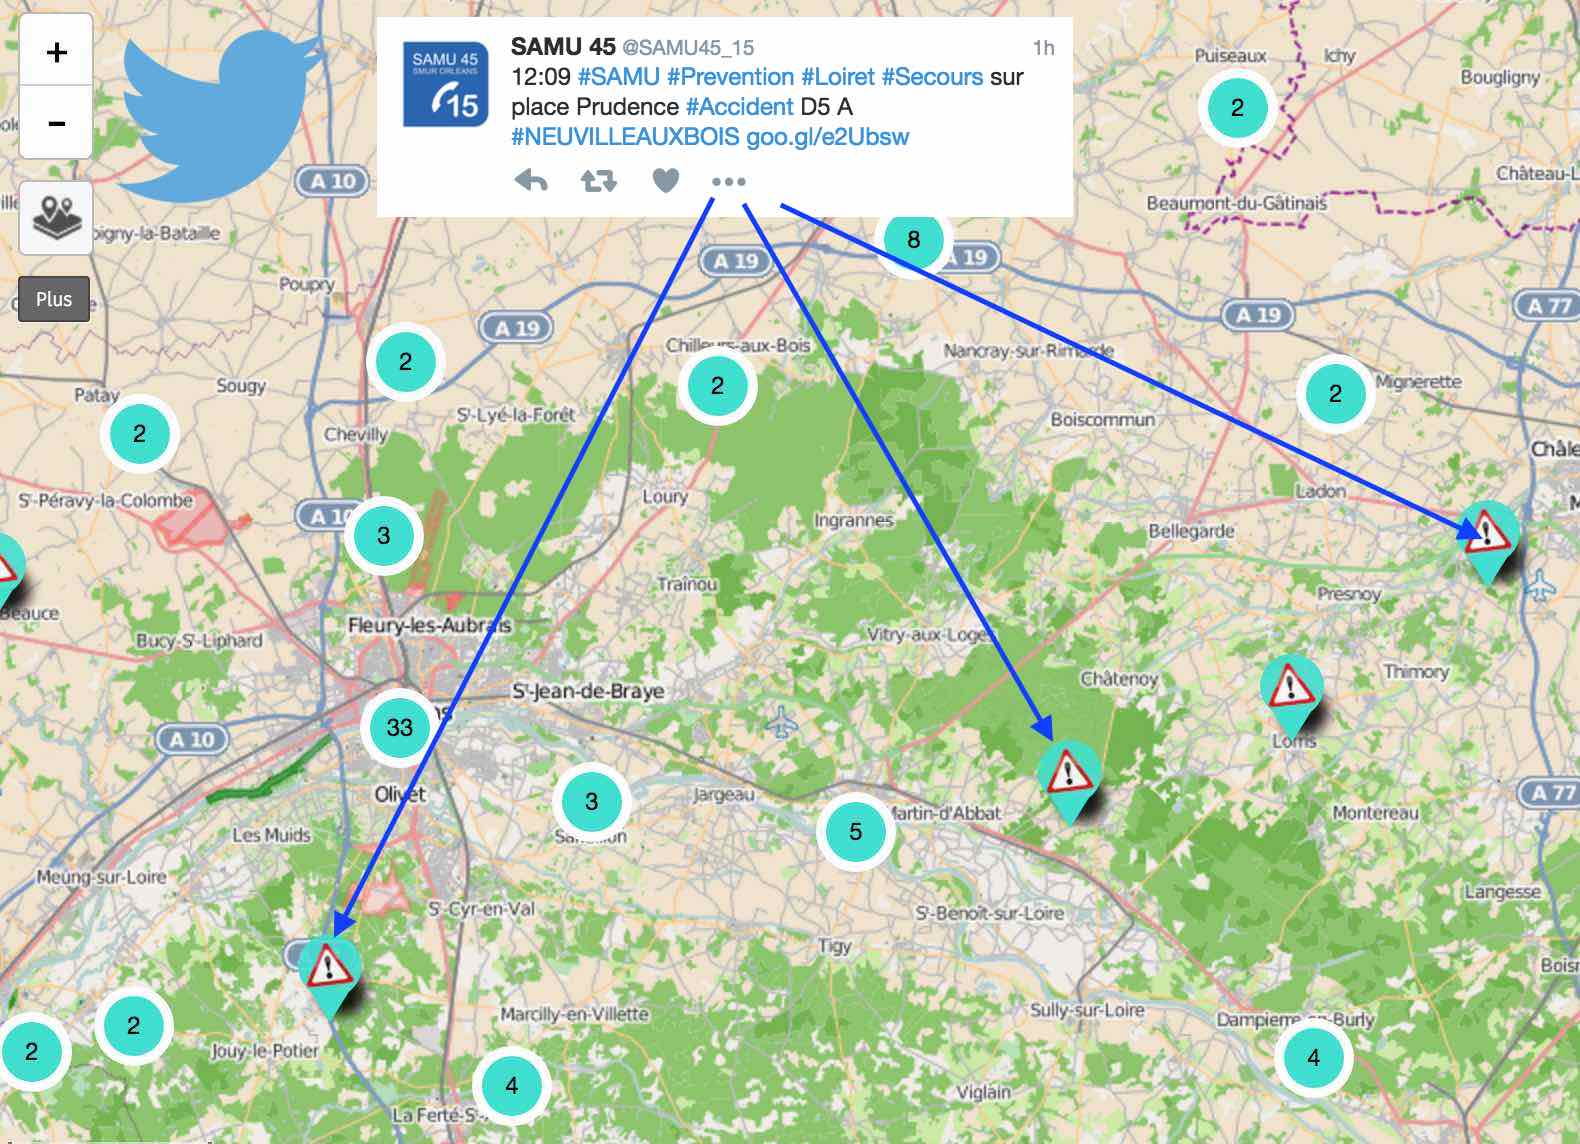 +
−
Plus
SAMU 45
SMUR ORLEANS
15
SAMU 45 @SAMU45_15 1h
12:09 #SAMU #Prevention #Loiret #Secours sur
place Prudence #Accident D5 A
#NEUVILLEAUXBOIS goo.gl/e2Ubsw
Puiseaux
Ichy
Bougligny
2
A 10
Château-L
Beaumont-du-Gâtinais
oigny-la-Bataille
8
A 19
A 19
Poupry
A 19
A 77
A 19
2
Chilleurs-aux-Bois
Nancray-sur-Rimarde
2
2
Mignerette
Patay
Sougy
S'-Lyé-la-Forêt
Boiscommun
2
Chevilly
Châle
S'-Péravy-la-Colombe
Loury
Ladon
A 10
Ingrannes
Bellegarde
3
Traînou
Presnoy
Beauce
Fleury-les-Aubrais
Bucy-S'-Liphard
Vitry-aux-Loges
Thimory
Châtenoy
S'-Jean-de-Braye
33
A 10
Lorris
Olivet
Jargeau
A 77
3
Martin-d'Abbat
Montereau
Les Muids
5
Sandillon
Meung-sur-Loire
Langesse
S'-Cyr-en-Val
S'-Benoît-sur-Loire
Tigy
Marcilly-en-Villette
Sully-sur-Loire
Dampierre-en-Burly
2
2
Jouy-le-Potier
4
4
Viglain
La Ferté-S'-